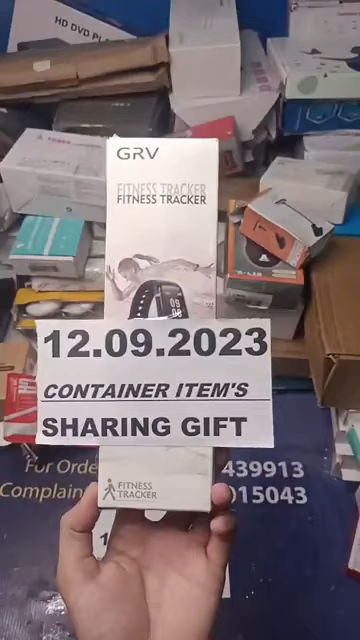 HD DVD PL
GRV
FITNESS TRACKER
FITNESS TRACKER
12.09.2023
CONTAINER ITEM'S
SHARING GIFT
For Orde
439913
Complain
015043
FITNESS
TRACKER